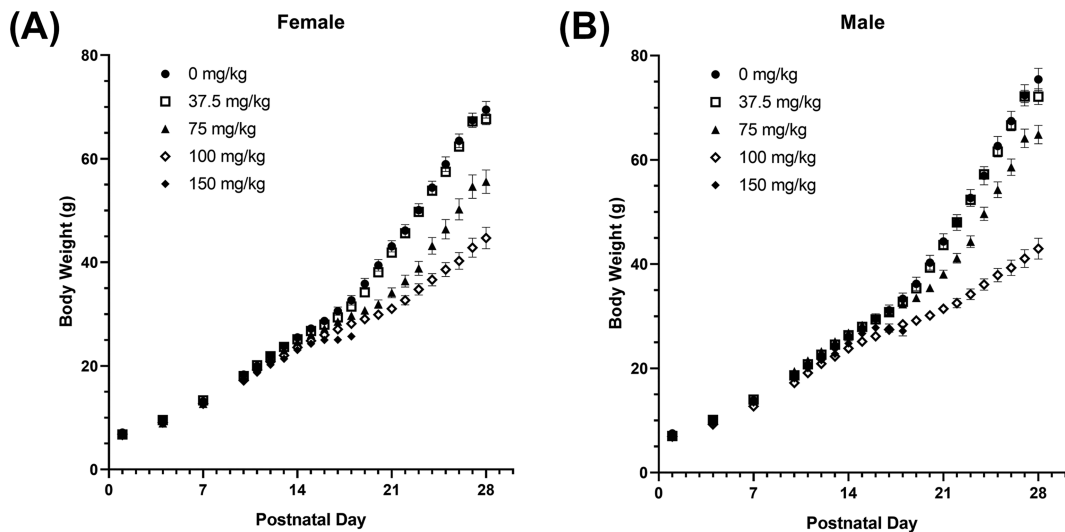 (A)
Female
80
60
40
20
0
0 mg/kg
37.5 mg/kg
75 mg/kg
100 mg/kg
150 mg/kg
Body Weight (g)
0 7 14 21 28
Postnatal Day
(B)
Male
80
60
40
20
0
0 mg/kg
37.5 mg/kg
75 mg/kg
100 mg/kg
150 mg/kg
Body Weight (g)
0 7 14 21 28
Postnatal Day